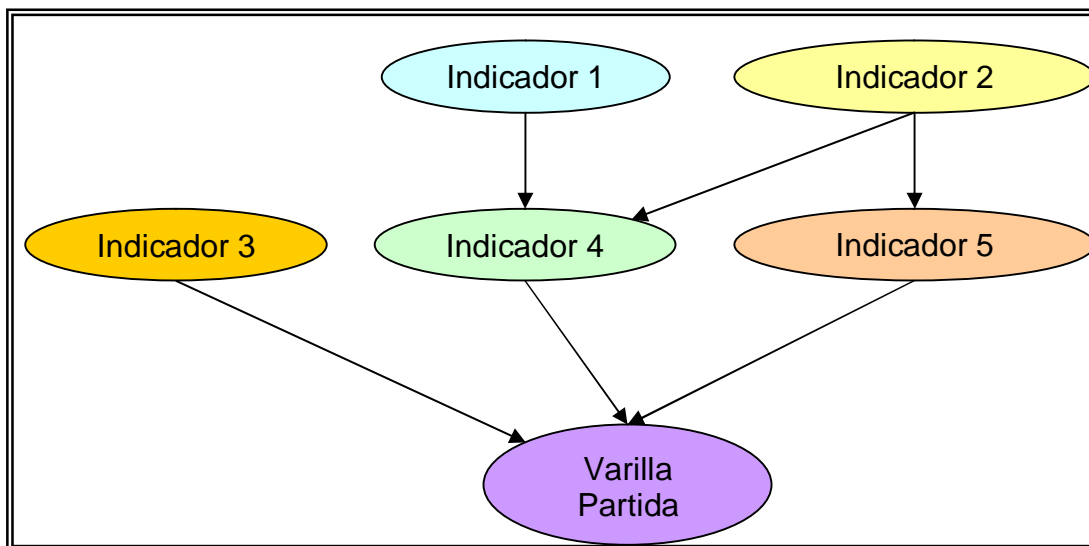 Indicador 1
Indicador 2
Indicador 3
Indicador 4
Indicador 5
Varilla
Partida